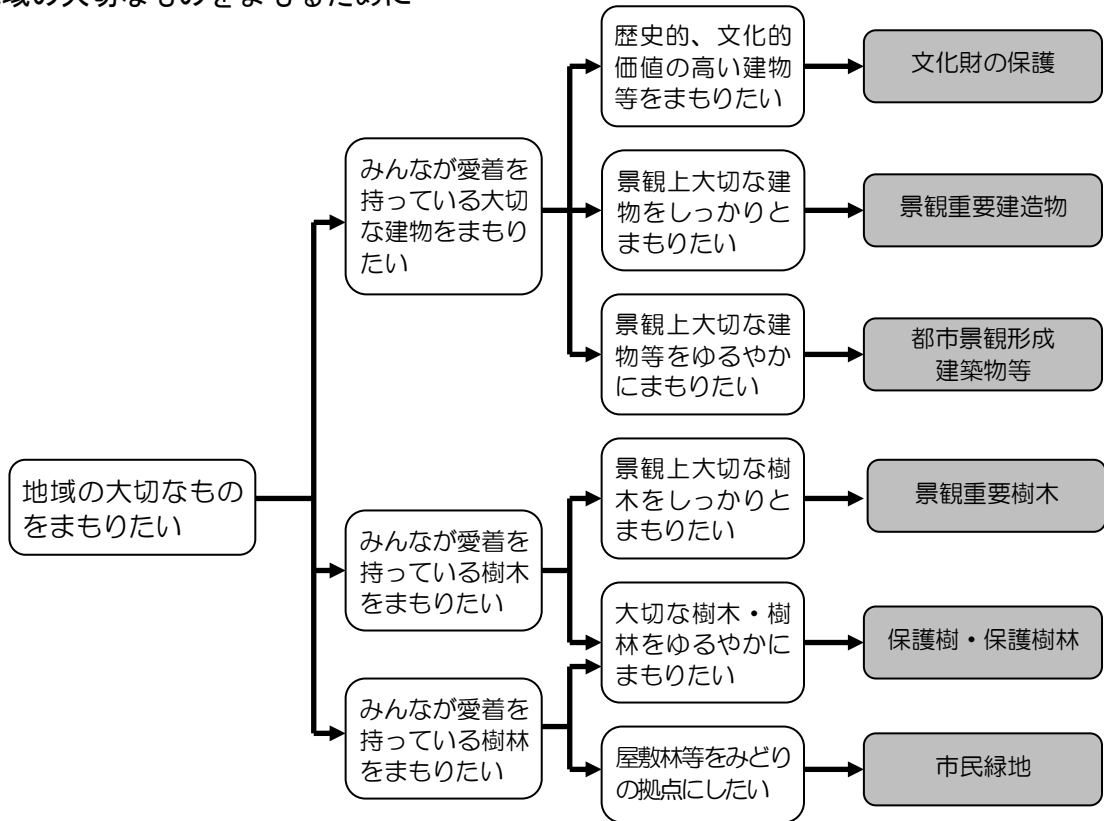 域の大切なものをまもるために
歴史的、文化的
価値の高い建物
等をまもりたい
文化財の保護
みんなが愛着を
持っている大切
な建物をまもり
たい
景観上大切な建
物をしっかりと
まもりたい
景観重要建造物
景観上大切な建
物等をゆるやか
にまもりたい
都市景観形成
建築物等
地域の大切なもの
をまもりたい
景観上大切な樹
木をしっかりと
まもりたい
景観重要樹木
みんなが愛着を
持っている樹木
をまもりたい
大切な樹木・樹
林をゆるやかに
まもりたい
保護樹・保護樹林
みんなが愛着を
持っている樹林
をまもりたい
屋敷林等をみどり
の拠点にしたい
市民緑地